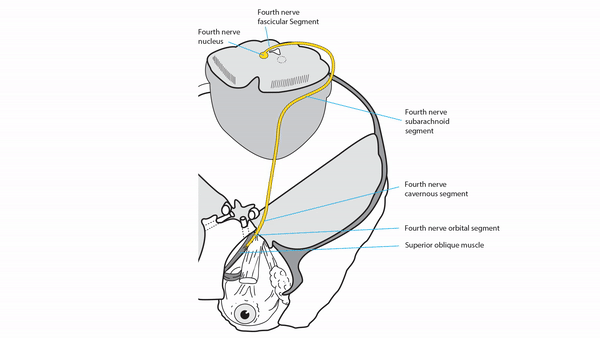 Fourth nerve
fascicular Segment
Fourth nerve
nucleus
Fourth nerve
subarachnoid
segment
Fourth nerve
cavernous segment
Fourth nerve orbital segment
Superior oblique muscle